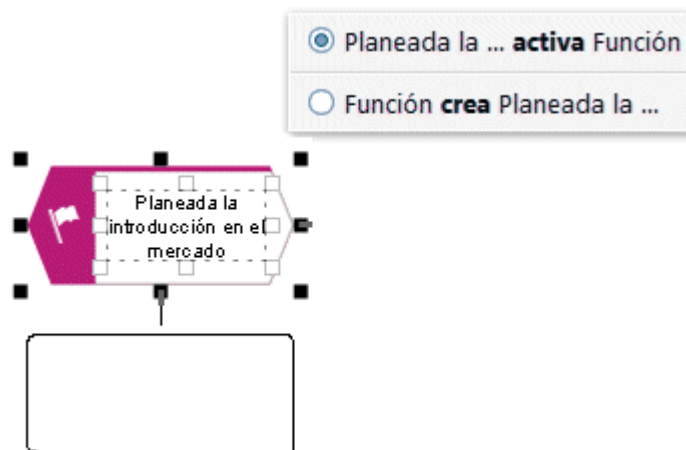 Planeada la ... activa Función
Función crea Planeada la ...
Planeada la
introducción en el
mercado